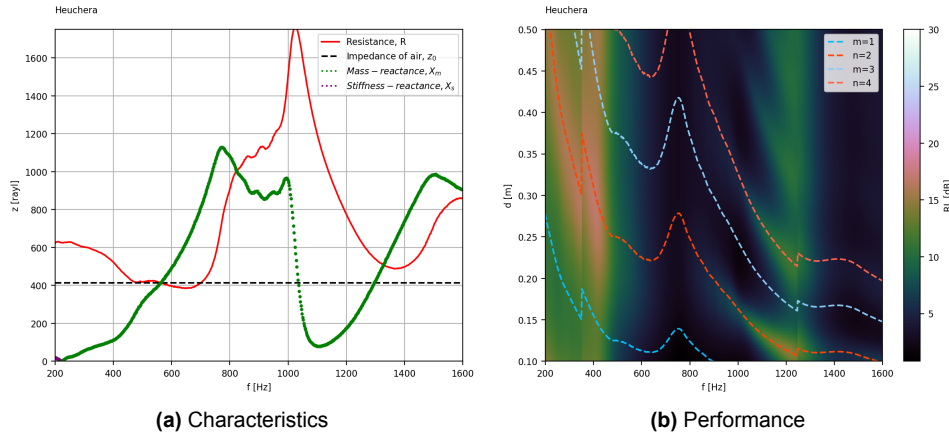 Heuchera
1600
1400
1200
1000
800
600
400
200
0
z [rayl]
200 400 600 800 1000 1200 1400 1600
f [Hz]
Resistance, R
Impedance of air, z₀
Mass − reactance, Xₘ
Stiffness − reactance, Xₛ
(a) Characteristics
Heuchera
0.50
0.45
0.40
0.35
0.30
0.25
0.20
0.15
0.10
d [m]
200 400 600 800 1000 1200 1400 1600
f [Hz]
m=1
n=2
m=3
n=4
30
25
20
15
10
5
RL [dB]
(b) Performance